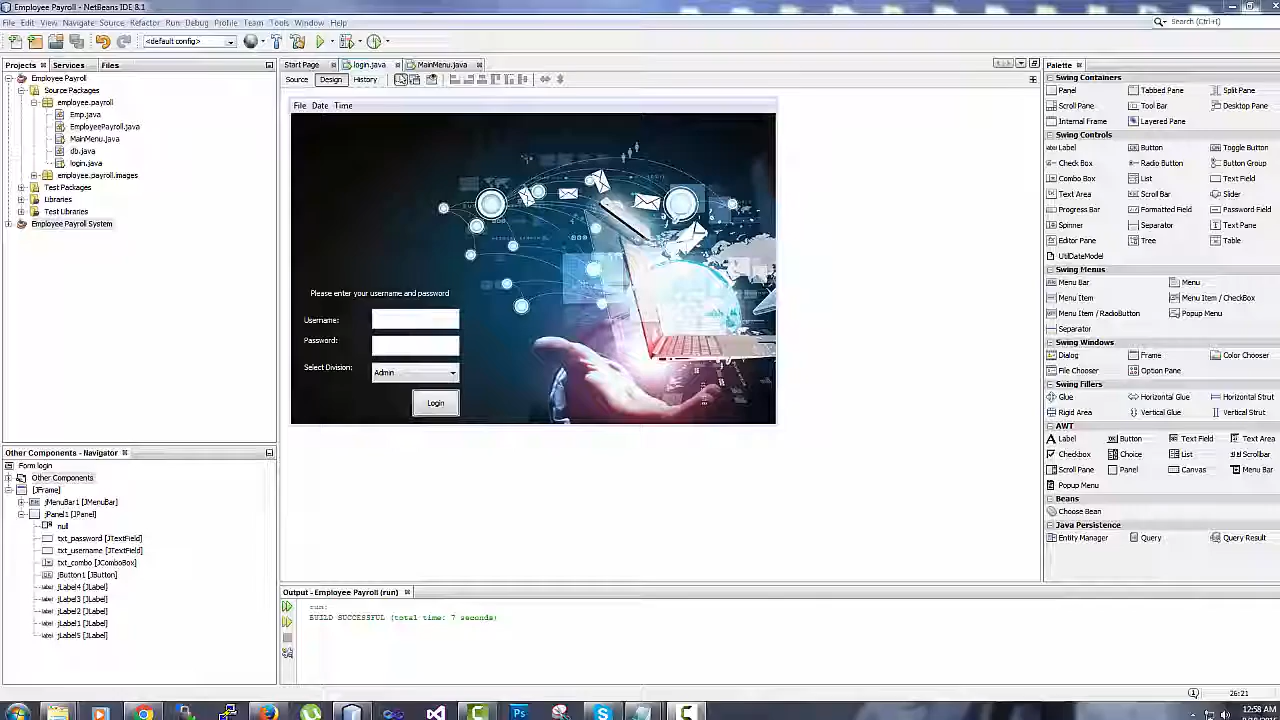 Employee Payroll - NetBeans IDE 8.1
File Edit View Navigate Source Refactor Run Debug Profile Team Tools Window Help
Search (Ctrl+I)
<default config>
Projects Services Files
Start Page login.java MainMenu.java
Palette
Source Design History
Employee Payroll
Source Packages
employee.payroll
Emp.java
EmployeePayroll.java
MainMenu.java
db.java
login.java
employee.payroll.images
Test Packages
Libraries
Test Libraries
Employee Payroll System
File Date Time
Please enter your username and password
Username:
Password:
Select Division: Admin
Login
Swing Containers
Panel Tabbed Pane Split Pane
Scroll Pane Tool Bar Desktop Pane
Internal Frame Layered Pane
Swing Controls
Label Button Toggle Button
Check Box Radio Button Button Group
Combo Box List Text Field
Text Area Scroll Bar Slider
Progress Bar Formatted Field Password Field
Spinner Separator Text Pane
Editor Pane Tree Table
UtilDateModel
Swing Menus
Menu Bar Menu
Menu Item Menu Item / CheckBox
Menu Item / RadioButton Popup Menu
Separator
Swing Windows
Dialog Frame Color Chooser
File Chooser Option Pane
Swing Fillers
Glue Horizontal Glue Horizontal Strut
Rigid Area Vertical Glue Vertical Strut
AWT
Label Button Text Field Text Area
Checkbox Choice List Scrollbar
Scroll Pane Panel Canvas Menu Bar
Popup Menu
Beans
Choose Bean
Java Persistence
Entity Manager Query Query Result
Other Components - Navigator
Form login
Other Components
[JFrame]
jMenuBar1 [JMenuBar]
jPanel1 [JPanel]
null
txt_password [JTextField]
txt_username [JTextField]
txt_combo [JComboBox]
jButton1 [JButton]
jLabel4 [JLabel]
jLabel3 [JLabel]
jLabel2 [JLabel]
jLabel1 [JLabel]
jLabel5 [JLabel]
Output - Employee Payroll (run)
run:
BUILD SUCCESSFUL (total time: 7 seconds)
26:21
12:58 AM